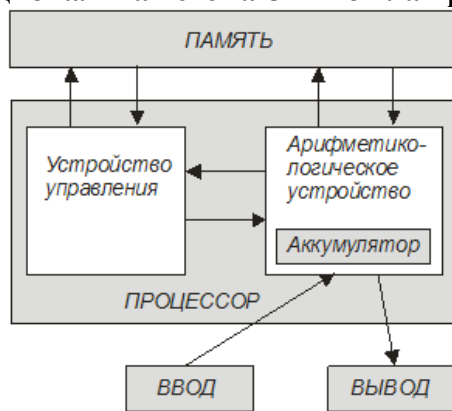 ПАМЯТЬ
Устройство
управления
Арифметико-
логическое
устройство
Аккумулятор
ПРОЦЕССОР
ВВОД
ВЫВОД